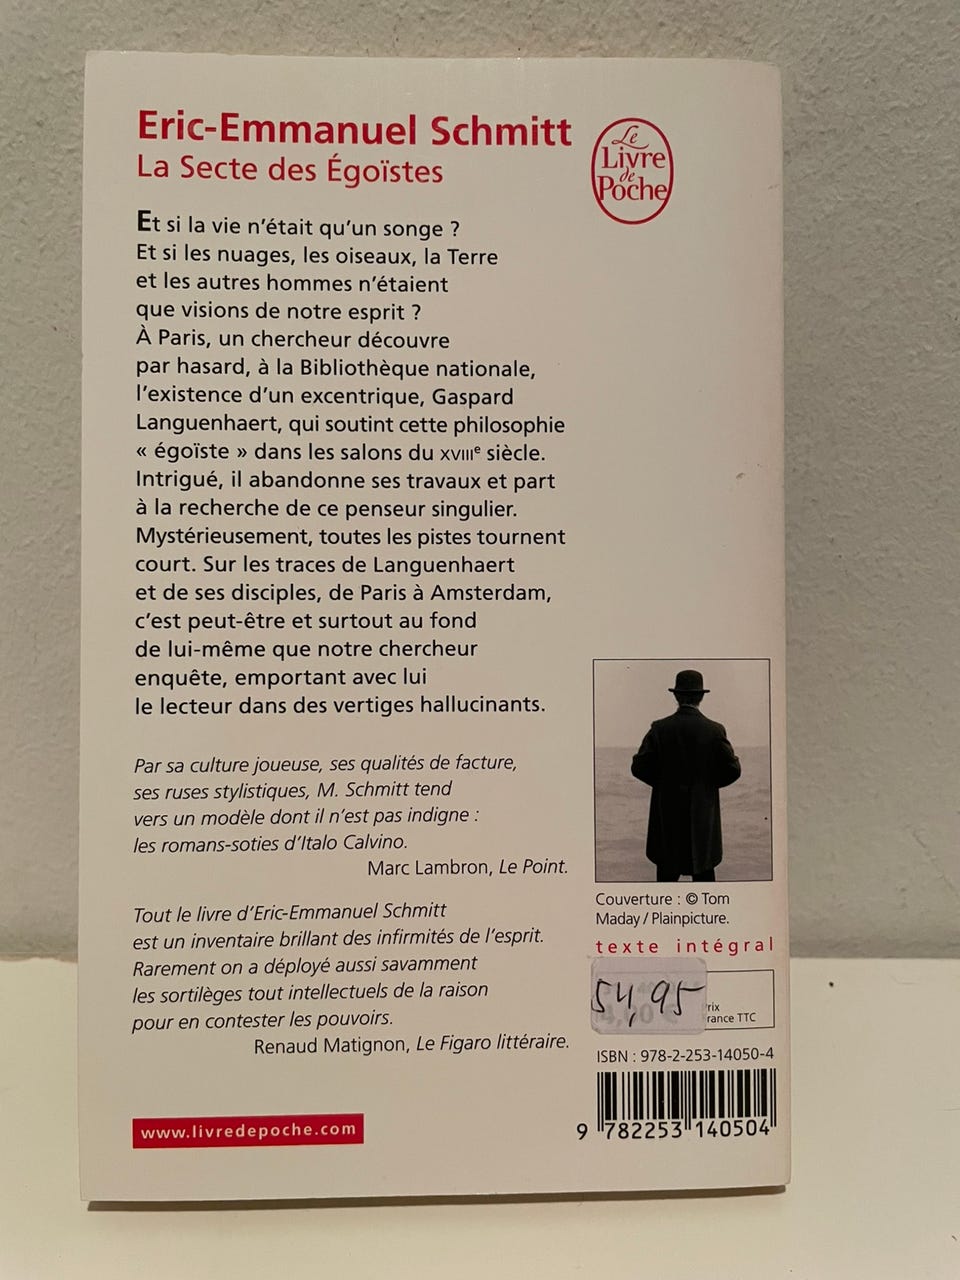 Eric-Emmanuel Schmitt
La Secte des Égoïstes
Le
Livre
de
Poche
Et si la vie n'était qu'un songe ?
Et si les nuages, les oiseaux, la Terre
et les autres hommes n'étaient
que visions de notre esprit ?
À Paris, un chercheur découvre
par hasard, à la Bibliothèque nationale,
l'existence d'un excentrique, Gaspard
Languenhaert, qui soutint cette philosophie
« égoïste » dans les salons du XVIIIe siècle.
Intrigué, il abandonne ses travaux et part
à la recherche de ce penseur singulier.
Mystérieusement, toutes les pistes tournent
court. Sur les traces de Languenhaert
et de ses disciples, de Paris à Amsterdam,
c'est peut-être et surtout au fond
de lui-même que notre chercheur
enquête, emportant avec lui
le lecteur dans des vertiges hallucinants.
Par sa culture joueuse, ses qualités de facture,
ses ruses stylistiques, M. Schmitt tend
vers un modèle dont il n'est pas indigne :
les romans-soties d'Italo Calvino.
Marc Lambron, Le Point.
Tout le livre d'Eric-Emmanuel Schmitt
est un inventaire brillant des infirmités de l'esprit.
Rarement on a déployé aussi savamment
les sortilèges tout intellectuels de la raison
pour en contester les pouvoirs.
Renaud Matignon, Le Figaro littéraire.
www.livredepoche.com
Couverture : © Tom
Maday / Plainpicture.
texte intégral
54,95
TTC
ISBN : 978-2-253-14050-4
9 782253 140504